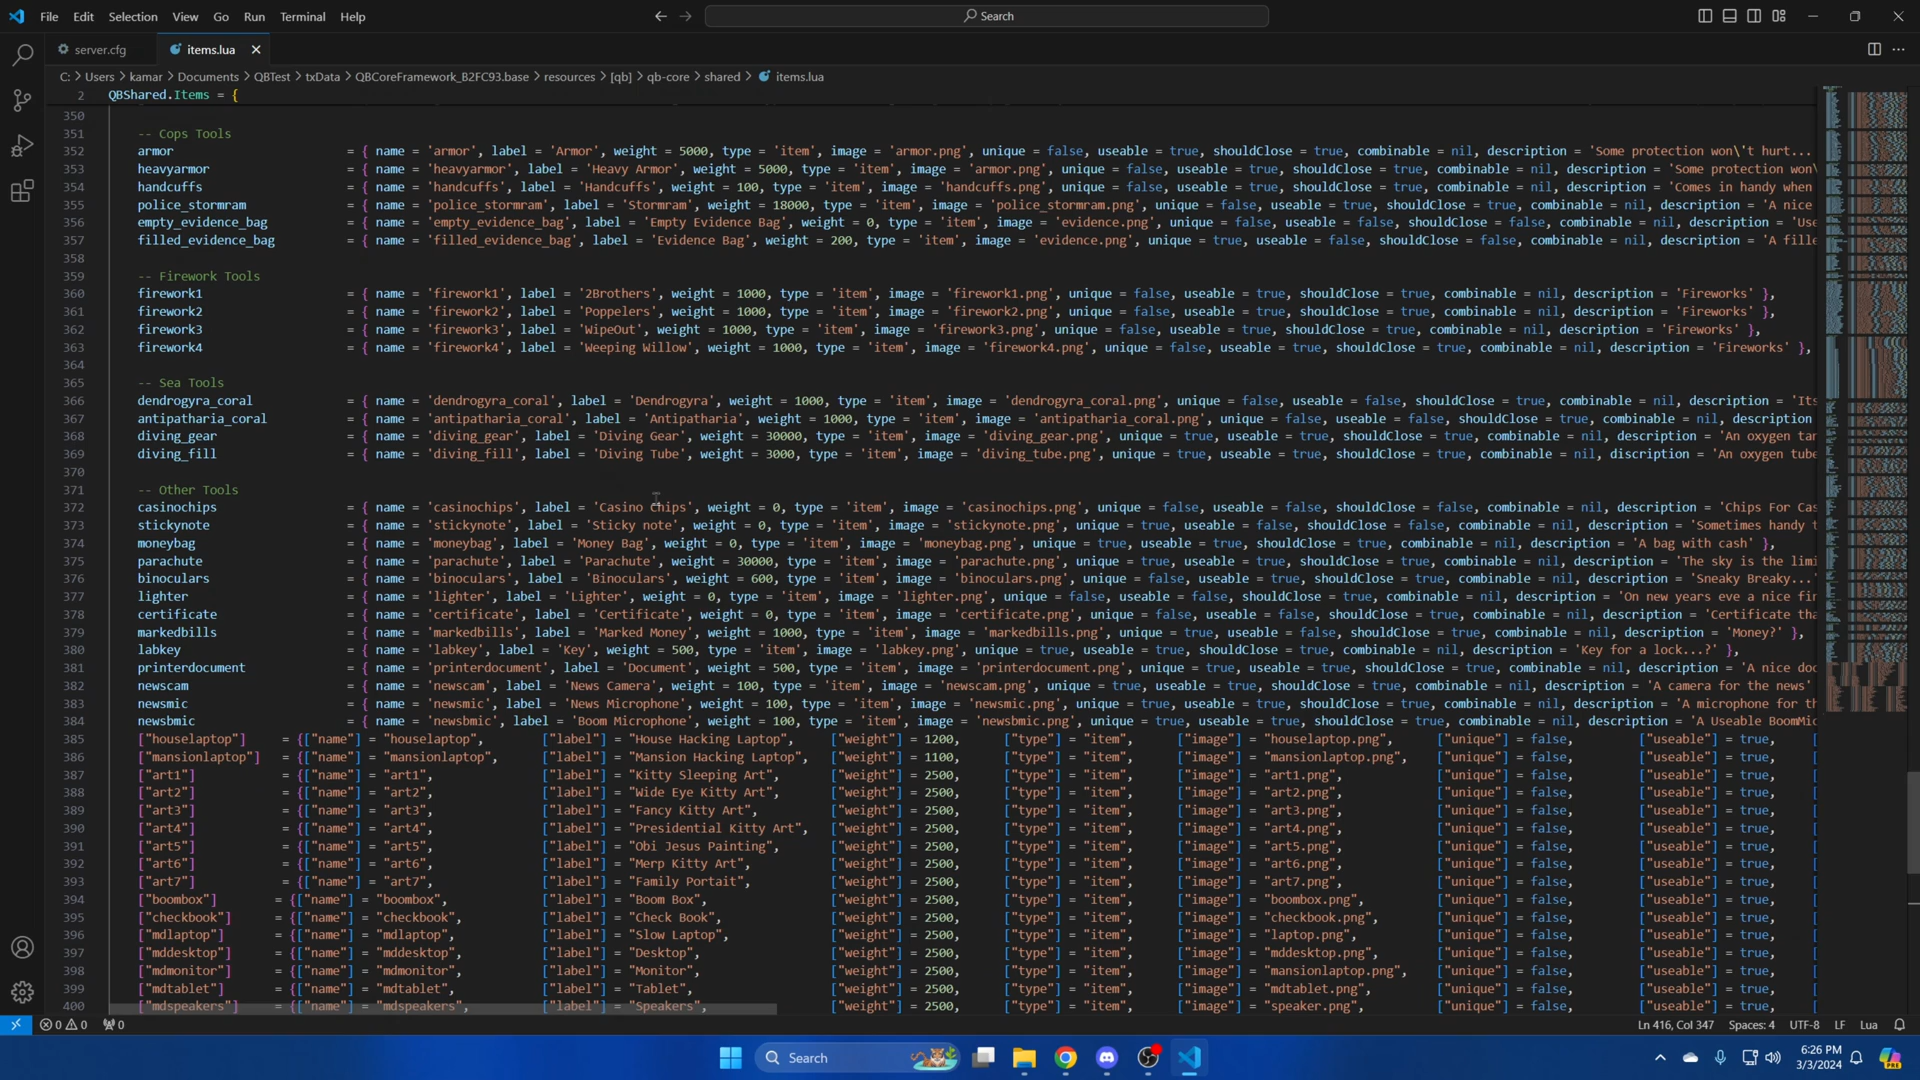 File Edit Selection View Go Run Terminal Help Search
server.cfg items.lua
C: > Users > kamar > Documents > QBTest > txData > QBCoreFramework_B2FC93.base > resources > [qb] > qb-core > shared > items.lua
2 QBShared.Items = {
350
351 -- Cops Tools
352 armor = { name = 'armor', label = 'Armor', weight = 5000, type = 'item', image = 'armor.png', unique = false, useable = true, shouldClose = true, combinable = nil, description = 'Some protection won\'t hurt...
353 heavyarmor = { name = 'heavyarmor', label = 'Heavy Armor', weight = 5000, type = 'item', image = 'armor.png', unique = false, useable = true, shouldClose = true, combinable = nil, description = 'Some protection won\
354 handcuffs = { name = 'handcuffs', label = 'Handcuffs', weight = 100, type = 'item', image = 'handcuffs.png', unique = false, useable = true, shouldClose = true, combinable = nil, description = 'Comes in handy when
355 police_stormram = { name = 'police_stormram', label = 'Stormram', weight = 18000, type = 'item', image = 'police_stormram.png', unique = false, useable = true, shouldClose = true, combinable = nil, description = 'A nice
356 empty_evidence_bag = { name = 'empty_evidence_bag', label = 'Empty Evidence Bag', weight = 0, type = 'item', image = 'evidence.png', unique = false, useable = false, shouldClose = false, combinable = nil, description = 'Use
357 filled_evidence_bag = { name = 'filled_evidence_bag', label = 'Evidence Bag', weight = 200, type = 'item', image = 'evidence.png', unique = true, useable = false, shouldClose = false, combinable = nil, description = 'A fille
358
359 -- Firework Tools
360 firework1 = { name = 'firework1', label = '2Brothers', weight = 1000, type = 'item', image = 'firework1.png', unique = false, useable = true, shouldClose = true, combinable = nil, description = 'Fireworks' },
361 firework2 = { name = 'firework2', label = 'Poppelers', weight = 1000, type = 'item', image = 'firework2.png', unique = false, useable = true, shouldClose = true, combinable = nil, description = 'Fireworks' },
362 firework3 = { name = 'firework3', label = 'WipeOut', weight = 1000, type = 'item', image = 'firework3.png', unique = false, useable = true, shouldClose = true, combinable = nil, description = 'Fireworks' },
363 firework4 = { name = 'firework4', label = 'Weeping Willow', weight = 1000, type = 'item', image = 'firework4.png', unique = false, useable = true, shouldClose = true, combinable = nil, description = 'Fireworks' },
364
365 -- Sea Tools
366 dendrogyra_coral = { name = 'dendrogyra_coral', label = 'Dendrogyra', weight = 1000, type = 'item', image = 'dendrogyra_coral.png', unique = false, useable = false, shouldClose = true, combinable = nil, description = 'Its
367 antipatharia_coral = { name = 'antipatharia_coral', label = 'Antipatharia', weight = 1000, type = 'item', image = 'antipatharia_coral.png', unique = false, useable = false, shouldClose = true, combinable = nil, description
368 diving_gear = { name = 'diving_gear', label = 'Diving Gear', weight = 30000, type = 'item', image = 'diving_gear.png', unique = true, useable = true, shouldClose = true, combinable = nil, description = 'An oxygen tan
369 diving_fill = { name = 'diving_fill', label = 'Diving Tube', weight = 3000, type = 'item', image = 'diving_tube.png', unique = true, useable = true, shouldClose = true, combinable = nil, discription = 'An oxygen tube
370
371 -- Other Tools
372 casinochips = { name = 'casinochips', label = 'Casino Chips', weight = 0, type = 'item', image = 'casinochips.png', unique = false, useable = false, shouldClose = false, combinable = nil, description = 'Chips For Cas
373 stickynote = { name = 'stickynote', label = 'Sticky note', weight = 0, type = 'item', image = 'stickynote.png', unique = true, useable = false, shouldClose = false, combinable = nil, description = 'Sometimes handy t
374 moneybag = { name = 'moneybag', label = 'Money Bag', weight = 0, type = 'item', image = 'moneybag.png', unique = true, useable = true, shouldClose = true, combinable = nil, description = 'A bag with cash' },
375 parachute = { name = 'parachute', label = 'Parachute', weight = 30000, type = 'item', image = 'parachute.png', unique = true, useable = true, shouldClose = true, combinable = nil, description = 'The sky is the limi
376 binoculars = { name = 'binoculars', label = 'Binoculars', weight = 600, type = 'item', image = 'binoculars.png', unique = false, useable = true, shouldClose = true, combinable = nil, description = 'Sneaky Breaky...'
377 lighter = { name = 'lighter', label = 'Lighter', weight = 0, type = 'item', image = 'lighter.png', unique = false, useable = false, shouldClose = true, combinable = nil, description = 'On new years eve a nice fir
378 certificate = { name = 'certificate', label = 'Certificate', weight = 0, type = 'item', image = 'certificate.png', unique = false, useable = false, shouldClose = true, combinable = nil, description = 'Certificate tha
379 markedbills = { name = 'markedbills', label = 'Marked Money', weight = 1000, type = 'item', image = 'markedbills.png', unique = true, useable = false, shouldClose = true, combinable = nil, description = 'Money?' },
380 labkey = { name = 'labkey', label = 'Key', weight = 500, type = 'item', image = 'labkey.png', unique = true, useable = true, shouldClose = true, combinable = nil, description = 'Key for a lock...?' },
381 printerdocument = { name = 'printerdocument', label = 'Document', weight = 500, type = 'item', image = 'printerdocument.png', unique = true, useable = true, shouldClose = true, combinable = nil, description = 'A nice doc
382 newscam = { name = 'newscam', label = 'News Camera', weight = 100, type = 'item', image = 'newscam.png', unique = true, useable = true, shouldClose = true, combinable = nil, description = 'A camera for the news'
383 newsmic = { name = 'newsmic', label = 'News Microphone', weight = 100, type = 'item', image = 'newsmic.png', unique = true, useable = true, shouldClose = true, combinable = nil, description = 'A microphone for th
384 newsbmic = { name = 'newsbmic', label = 'Boom Microphone', weight = 100, type = 'item', image = 'newsbmic.png', unique = true, useable = true, shouldClose = true, combinable = nil, description = 'A Useable BoomMic
385 ["houselaptop"] = {["name"] = "houselaptop", ["label"] = "House Hacking Laptop", ["weight"] = 1200, ["type"] = "item", ["image"] = "houselaptop.png", ["unique"] = false, ["useable"] = true, [
386 ["mansionlaptop"] = {["name"] = "mansionlaptop", ["label"] = "Mansion Hacking Laptop", ["weight"] = 1100, ["type"] = "item", ["image"] = "mansionlaptop.png", ["unique"] = false, ["useable"] = true, [
387 ["art1"] = {["name"] = "art1", ["label"] = "Kitty Sleeping Art", ["weight"] = 2500, ["type"] = "item", ["image"] = "art1.png", ["unique"] = false, ["useable"] = true, [
388 ["art2"] = {["name"] = "art2", ["label"] = "Wide Eye Kitty Art", ["weight"] = 2500, ["type"] = "item", ["image"] = "art2.png", ["unique"] = false, ["useable"] = true, [
389 ["art3"] = {["name"] = "art3", ["label"] = "Fancy Kitty Art", ["weight"] = 2500, ["type"] = "item", ["image"] = "art3.png", ["unique"] = false, ["useable"] = true, [
390 ["art4"] = {["name"] = "art4", ["label"] = "Presidential Kitty Art", ["weight"] = 2500, ["type"] = "item", ["image"] = "art4.png", ["unique"] = false, ["useable"] = true, [
391 ["art5"] = {["name"] = "art5", ["label"] = "Obi Jesus Painting", ["weight"] = 2500, ["type"] = "item", ["image"] = "art5.png", ["unique"] = false, ["useable"] = true, [
392 ["art6"] = {["name"] = "art6", ["label"] = "Merp Kitty Art", ["weight"] = 2500, ["type"] = "item", ["image"] = "art6.png", ["unique"] = false, ["useable"] = true, [
393 ["art7"] = {["name"] = "art7", ["label"] = "Family Portait", ["weight"] = 2500, ["type"] = "item", ["image"] = "art7.png", ["unique"] = false, ["useable"] = true, [
394 ["boombox"] = {["name"] = "boombox", ["label"] = "Boom Box", ["weight"] = 2500, ["type"] = "item", ["image"] = "boombox.png", ["unique"] = false, ["useable"] = true, [
395 ["checkbook"] = {["name"] = "checkbook", ["label"] = "Check Book", ["weight"] = 2500, ["type"] = "item", ["image"] = "checkbook.png", ["unique"] = false, ["useable"] = true, [
396 ["mdlaptop"] = {["name"] = "mdlaptop", ["label"] = "Slow Laptop", ["weight"] = 2500, ["type"] = "item", ["image"] = "laptop.png", ["unique"] = false, ["useable"] = true, [
397 ["mddesktop"] = {["name"] = "mddesktop", ["label"] = "Desktop", ["weight"] = 2500, ["type"] = "item", ["image"] = "mddesktop.png", ["unique"] = false, ["useable"] = true, [
398 ["mdmonitor"] = {["name"] = "mdmonitor", ["label"] = "Monitor", ["weight"] = 2500, ["type"] = "item", ["image"] = "mansionlaptop.png", ["unique"] = false, ["useable"] = true, [
399 ["mdtablet"] = {["name"] = "mdtablet", ["label"] = "Tablet", ["weight"] = 2500, ["type"] = "item", ["image"] = "mdtablet.png", ["unique"] = false, ["useable"] = true, [
400 ["mdspeakers"] = {["name"] = "mdspeakers", ["label"] = "Speakers", ["weight"] = 2500, ["type"] = "item", ["image"] = "speaker.png", ["unique"] = false, ["useable"] = true, [
0 0 0 Ln 416, Col 347 Spaces: 4 UTF-8 LF Lua
Search 6:26 PM
3/3/2024